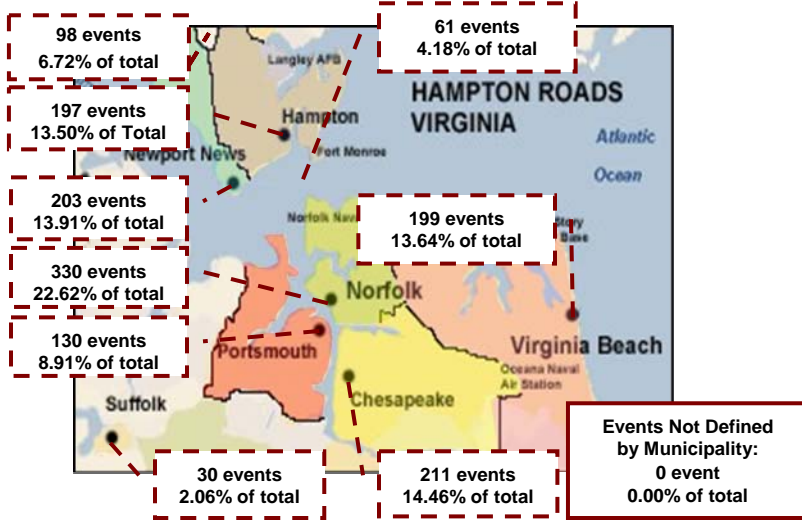 98 events
6.72% of total
61 events
4.18% of total
Langley AFB
HAMPTON ROADS
VIRGINIA
197 events
13.50% of Total
Hampton
Atlantic
Ocean
Newport News
Fort Monroe
203 events
13.91% of total
Norfolk
199 events
13.64% of total
Base
330 events
22.62% of total
Norfolk
130 events
8.91% of total
Portsmouth
Virginia Beach
Oceana Naval
Air Station
Suffolk
Chesapeake
Events Not Defined
by Municipality:
0 event
0.00% of total
30 events
2.06% of total
211 events
14.46% of total